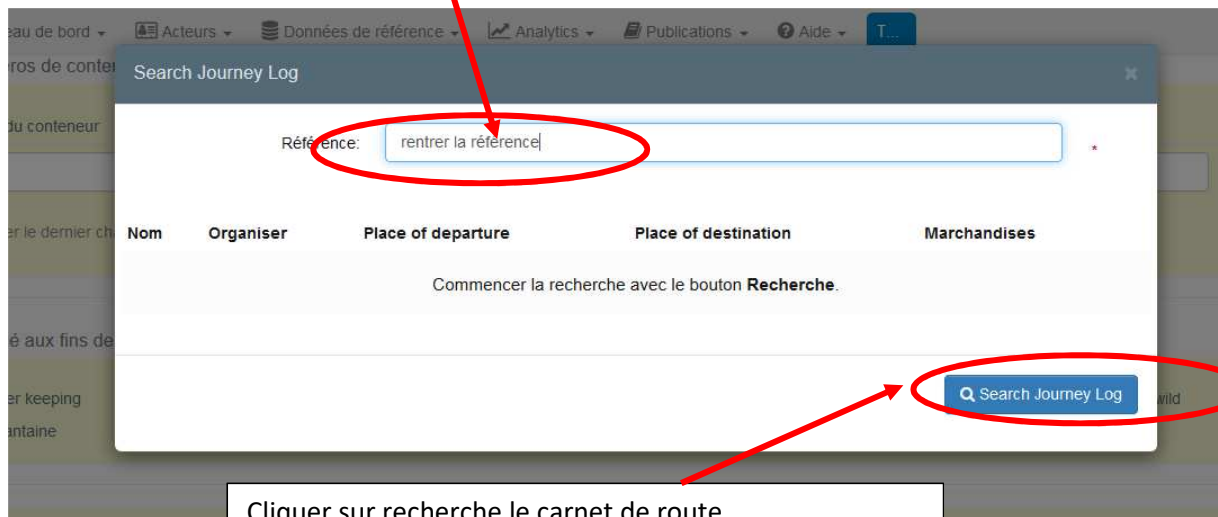 eau de bord Acteurs Données de référence Analytics Publications Aide T...
ros de conte
Search Journey Log
du conteneur
Référence: rentrer la référence *
er le dernier ch
Nom Organiser Place of departure Place of destination Marchandises
Commencer la recherche avec le bouton Recherche.
é aux fins de
er keeping
Search Journey Log
wild
antaine
Cliquer sur recherche le carnet de route